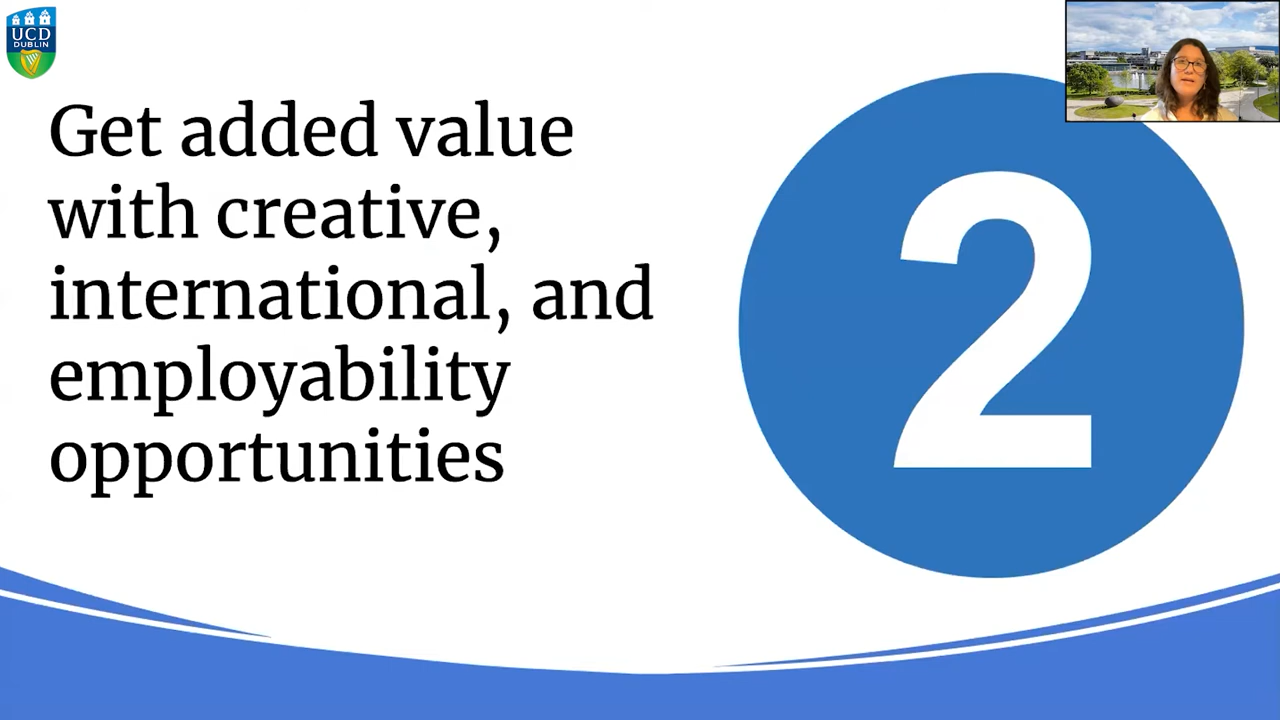 UCD
DUBLIN
Get added value
with creative,
international, and
employability
opportunities
2